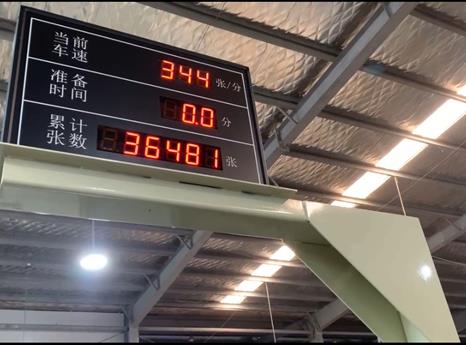 当前
车速 344 张/分
准备
时间 0.0 分
累计
张数 36481 张